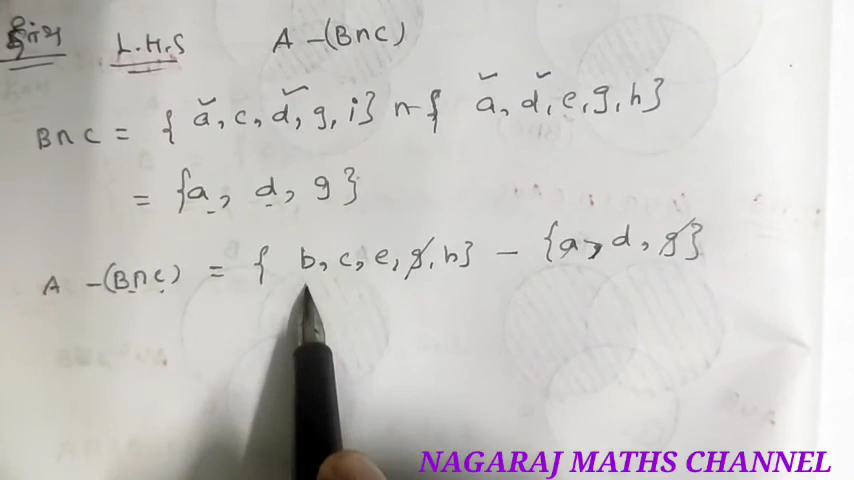 L.H.S A -(B∩C)
B∩C = { a, c, d, g, i} ∩ { a, d, e, g, h}
= {a, d, g}
A -(B∩C) = { b, c, e, g, h} - {a, d, g}
NAGARAJ MATHS CHANNEL